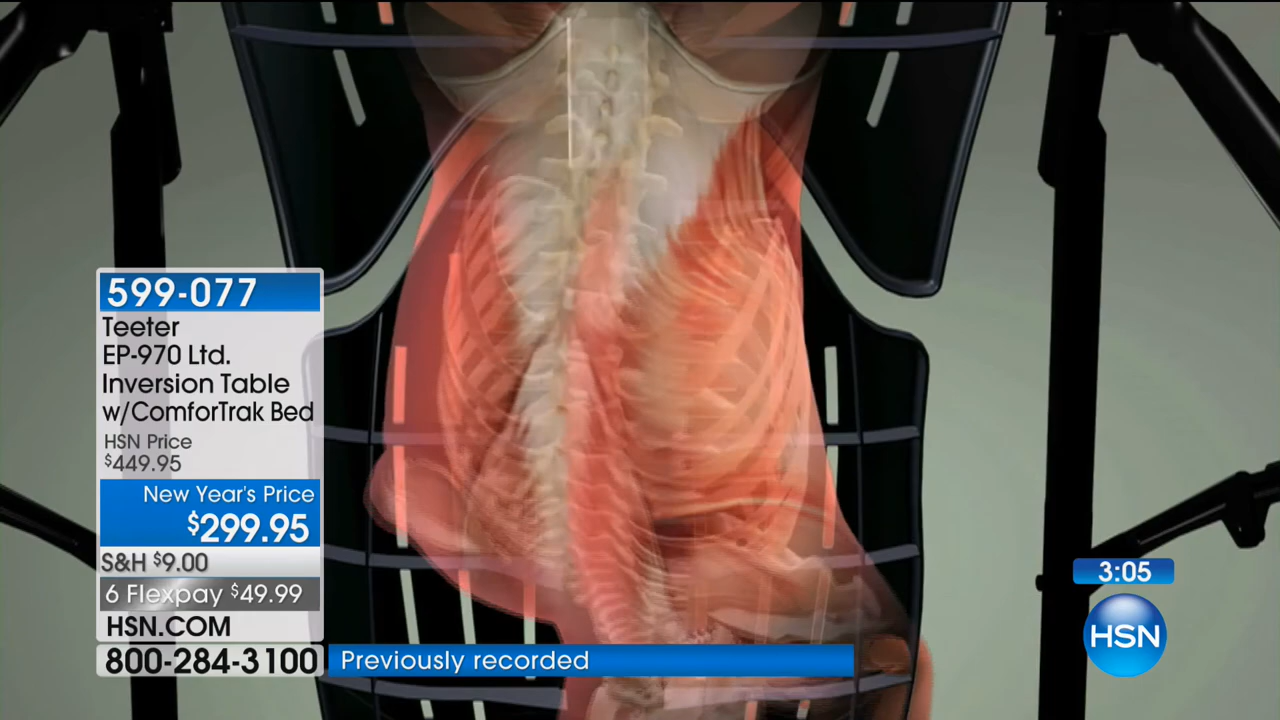 599-077
Teeter
EP-970 Ltd.
Inversion Table
w/ComforTrak Bed
HSN Price
$449.95
New Year's Price
$299.95
S&H $9.00
6 Flexpay $49.99
HSN.COM
800-284-3100
Previously recorded
3:05
HSN